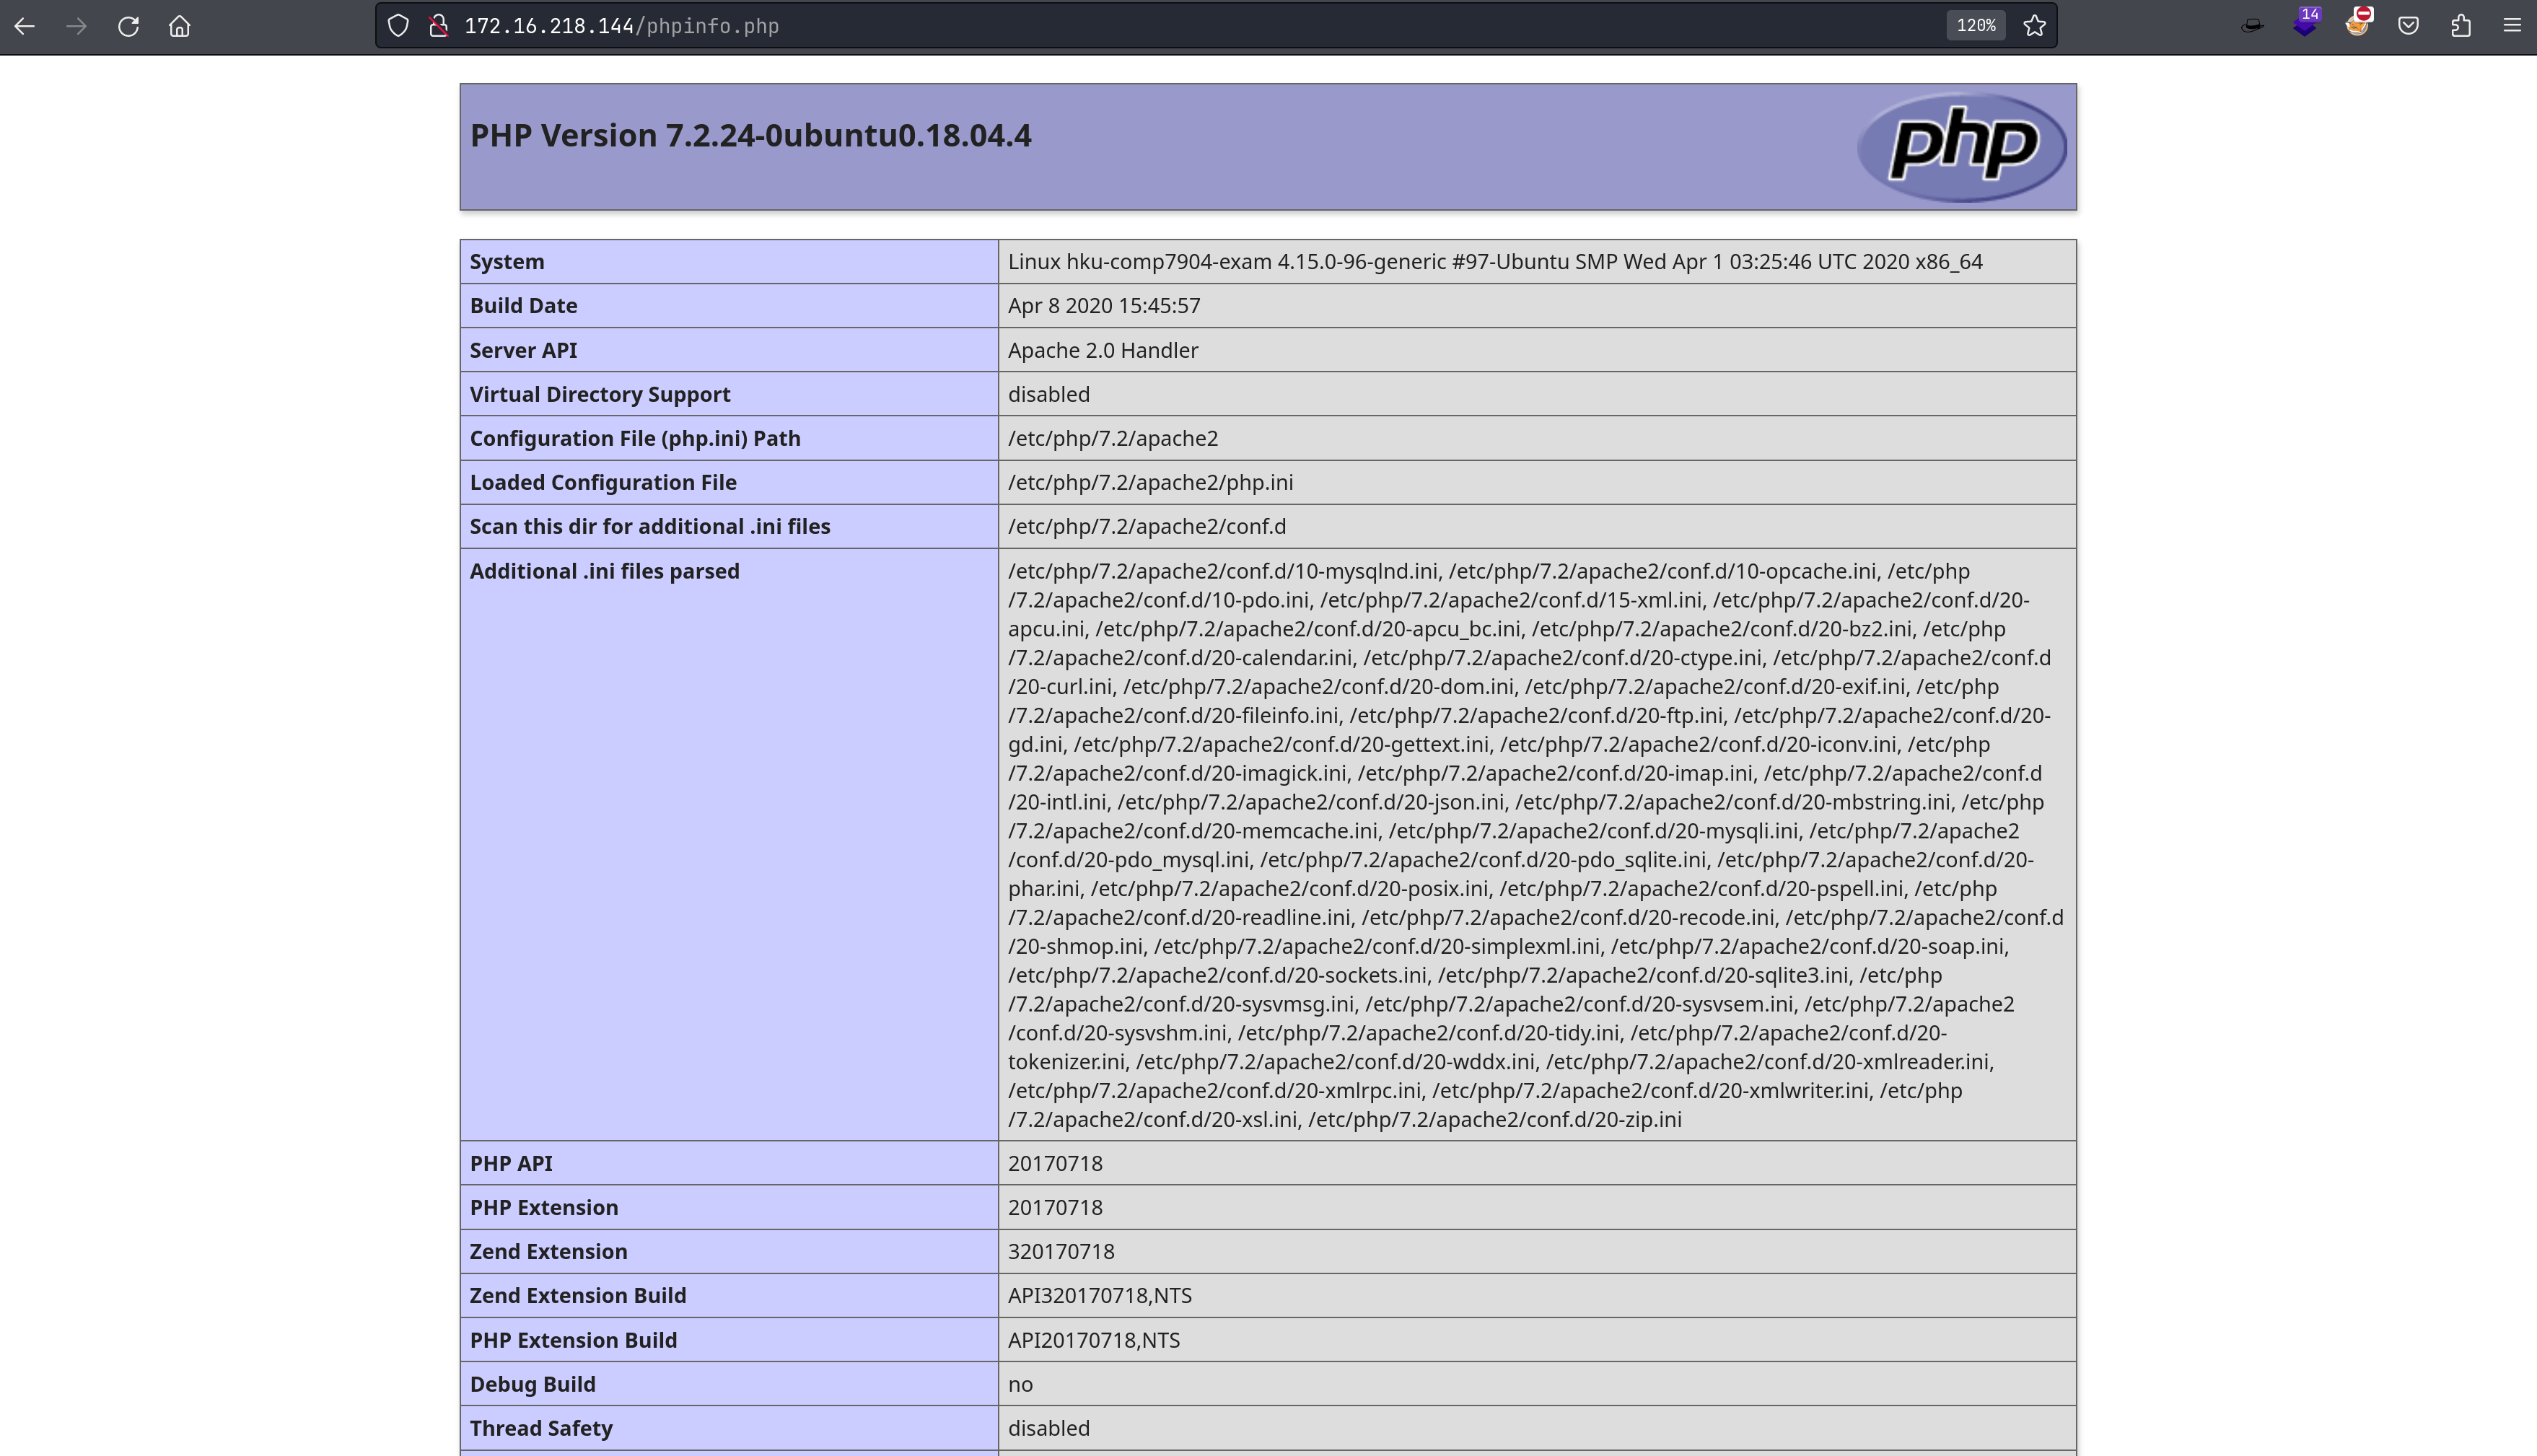 172.16.218.144/phpinfo.php
120%
14
PHP Version 7.2.24-0ubuntu0.18.04.4
php
System
Linux hku-comp7904-exam 4.15.0-96-generic #97-Ubuntu SMP Wed Apr 1 03:25:46 UTC 2020 x86_64
Build Date
Apr 8 2020 15:45:57
Server API
Apache 2.0 Handler
Virtual Directory Support
disabled
Configuration File (php.ini) Path
/etc/php/7.2/apache2
Loaded Configuration File
/etc/php/7.2/apache2/php.ini
Scan this dir for additional .ini files
/etc/php/7.2/apache2/conf.d
Additional .ini files parsed
/etc/php/7.2/apache2/conf.d/10-mysqlnd.ini, /etc/php/7.2/apache2/conf.d/10-opcache.ini, /etc/php
/7.2/apache2/conf.d/10-pdo.ini, /etc/php/7.2/apache2/conf.d/15-xml.ini, /etc/php/7.2/apache2/conf.d/20-
apcu.ini, /etc/php/7.2/apache2/conf.d/20-apcu_bc.ini, /etc/php/7.2/apache2/conf.d/20-bz2.ini, /etc/php
/7.2/apache2/conf.d/20-calendar.ini, /etc/php/7.2/apache2/conf.d/20-ctype.ini, /etc/php/7.2/apache2/conf.d
/20-curl.ini, /etc/php/7.2/apache2/conf.d/20-dom.ini, /etc/php/7.2/apache2/conf.d/20-exif.ini, /etc/php
/7.2/apache2/conf.d/20-fileinfo.ini, /etc/php/7.2/apache2/conf.d/20-ftp.ini, /etc/php/7.2/apache2/conf.d/20-
gd.ini, /etc/php/7.2/apache2/conf.d/20-gettext.ini, /etc/php/7.2/apache2/conf.d/20-iconv.ini, /etc/php
/7.2/apache2/conf.d/20-imagick.ini, /etc/php/7.2/apache2/conf.d/20-imap.ini, /etc/php/7.2/apache2/conf.d
/20-intl.ini, /etc/php/7.2/apache2/conf.d/20-json.ini, /etc/php/7.2/apache2/conf.d/20-mbstring.ini, /etc/php
/7.2/apache2/conf.d/20-memcache.ini, /etc/php/7.2/apache2/conf.d/20-mysqli.ini, /etc/php/7.2/apache2
/conf.d/20-pdo_mysql.ini, /etc/php/7.2/apache2/conf.d/20-pdo_sqlite.ini, /etc/php/7.2/apache2/conf.d/20-
phar.ini, /etc/php/7.2/apache2/conf.d/20-posix.ini, /etc/php/7.2/apache2/conf.d/20-pspell.ini, /etc/php
/7.2/apache2/conf.d/20-readline.ini, /etc/php/7.2/apache2/conf.d/20-recode.ini, /etc/php/7.2/apache2/conf.d
/20-shmop.ini, /etc/php/7.2/apache2/conf.d/20-simplexml.ini, /etc/php/7.2/apache2/conf.d/20-soap.ini,
/etc/php/7.2/apache2/conf.d/20-sockets.ini, /etc/php/7.2/apache2/conf.d/20-sqlite3.ini, /etc/php
/7.2/apache2/conf.d/20-sysvmsg.ini, /etc/php/7.2/apache2/conf.d/20-sysvsem.ini, /etc/php/7.2/apache2
/conf.d/20-sysvshm.ini, /etc/php/7.2/apache2/conf.d/20-tidy.ini, /etc/php/7.2/apache2/conf.d/20-
tokenizer.ini, /etc/php/7.2/apache2/conf.d/20-wddx.ini, /etc/php/7.2/apache2/conf.d/20-xmlreader.ini,
/etc/php/7.2/apache2/conf.d/20-xmlrpc.ini, /etc/php/7.2/apache2/conf.d/20-xmlwriter.ini, /etc/php
/7.2/apache2/conf.d/20-xsl.ini, /etc/php/7.2/apache2/conf.d/20-zip.ini
PHP API
20170718
PHP Extension
20170718
Zend Extension
320170718
Zend Extension Build
API320170718,NTS
PHP Extension Build
API20170718,NTS
Debug Build
no
Thread Safety
disabled